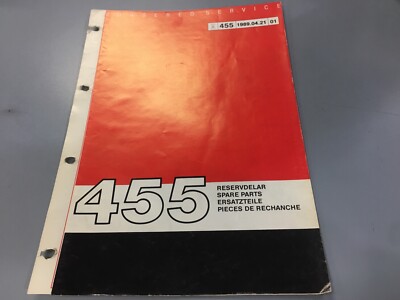 455 1989.04.21 01
455
RESERVDELAR
SPARE PARTS
ERSATZTEILE
PIECES DE RECHANCHE